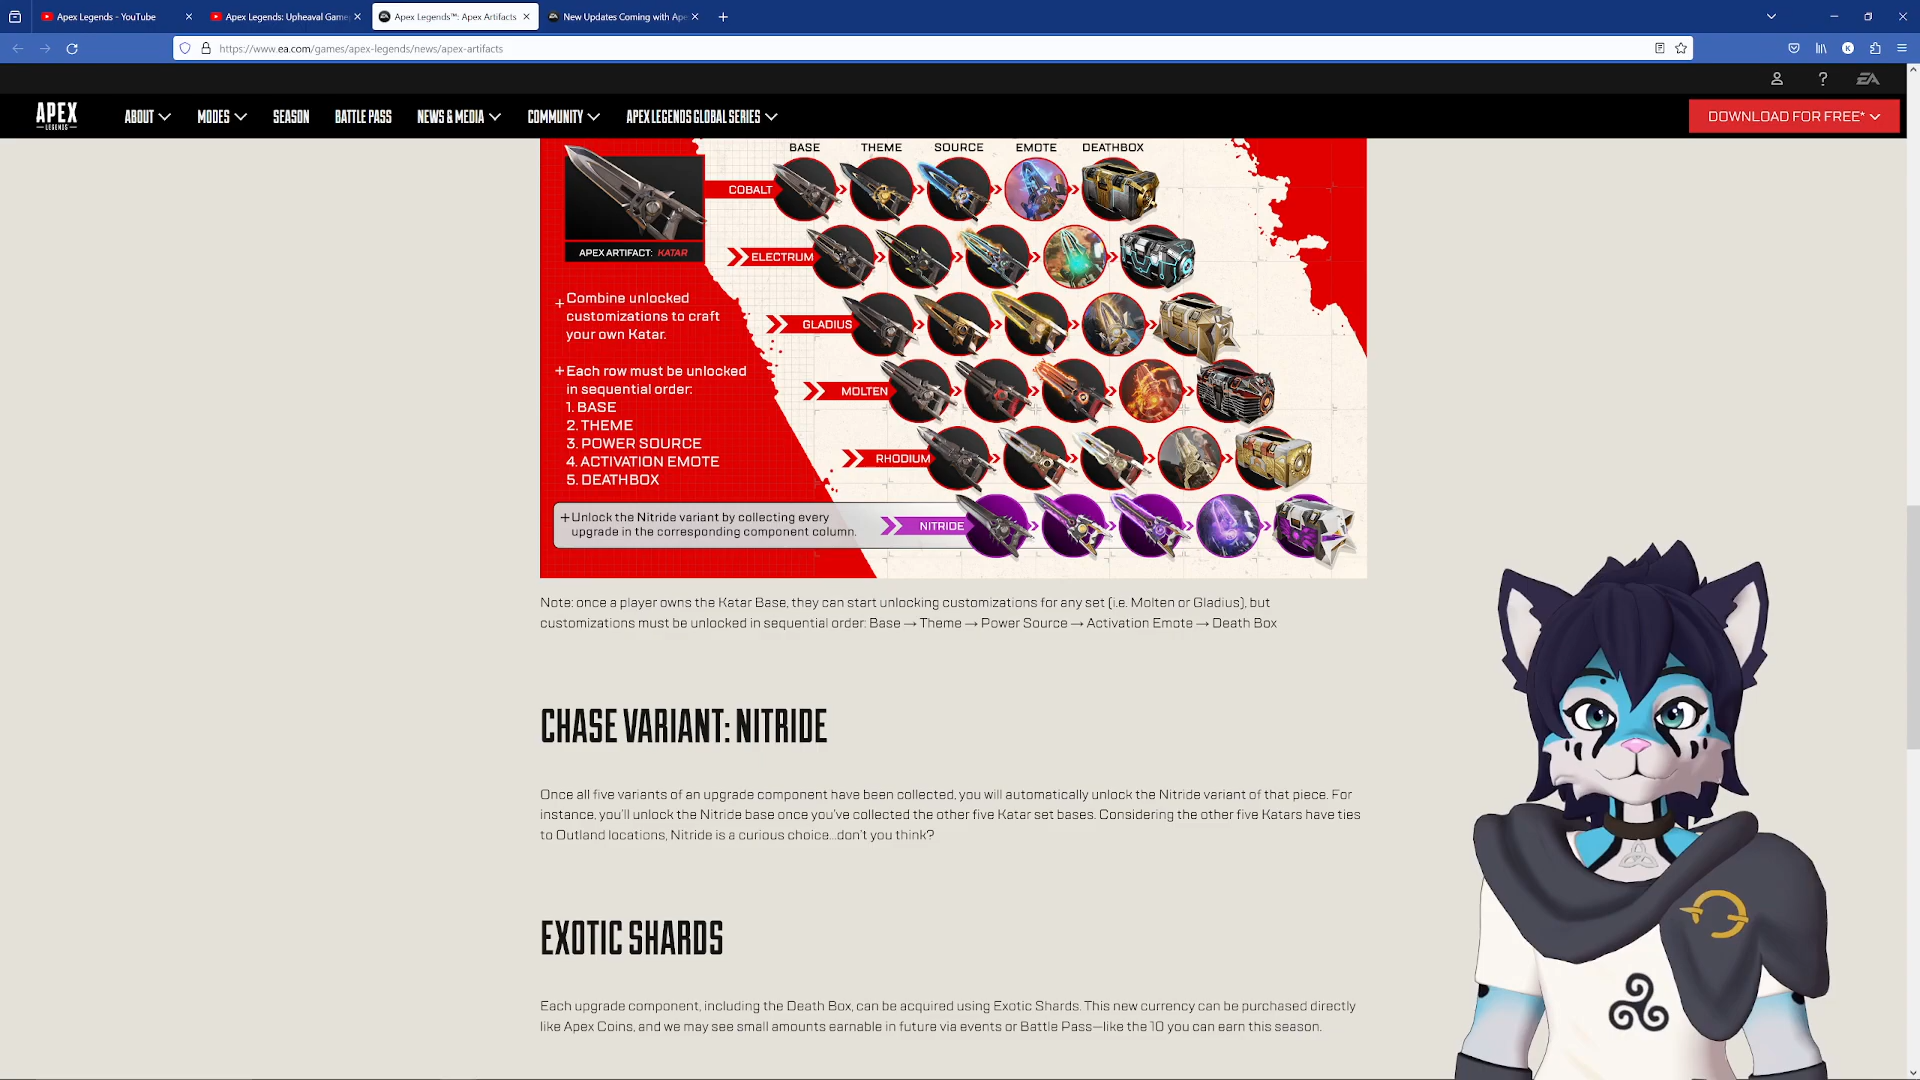 Apex Legends - YouTube
Apex Legends: Upheaval Game
Apex Legends™: Apex Artifacts
New Updates Coming with Ape
https://www.ea.com/games/apex-legends/news/apex-artifacts
APEX
LEGENDS
ABOUT
MODES
SEASON
BATTLE PASS
NEWS & MEDIA
COMMUNITY
APEX LEGENDS GLOBAL SERIES
DOWNLOAD FOR FREE*
BASE THEME SOURCE EMOTE DEATHBOX
COBALT
APEX ARTIFACT: KATAR
ELECTRUM
+Combine unlocked
customizations to craft
your own Katar.
GLADIUS
+Each row must be unlocked
in sequential order:
1. BASE
2. THEME
3. POWER SOURCE
4. ACTIVATION EMOTE
5. DEATHBOX
MOLTEN
RHODIUM
+Unlock the Nitride variant by collecting every
upgrade in the corresponding component column.
NITRIDE
Note: once a player owns the Katar Base, they can start unlocking customizations for any set (i.e. Molten or Gladius), but
customizations must be unlocked in sequential order: Base → Theme → Power Source → Activation Emote → Death Box
CHASE VARIANT: NITRIDE
Once all five variants of an upgrade component have been collected, you will automatically unlock the Nitride variant of that piece. For
instance, you'll unlock the Nitride base once you've collected the other five Katar set bases. Considering the other five Katars have ties
to Outland locations, Nitride is a curious choice...don't you think?
EXOTIC SHARDS
Each upgrade component, including the Death Box, can be acquired using Exotic Shards. This new currency can be purchased directly
like Apex Coins, and we may see small amounts earnable in future via events or Battle Pass—like the 10 you can earn this season.